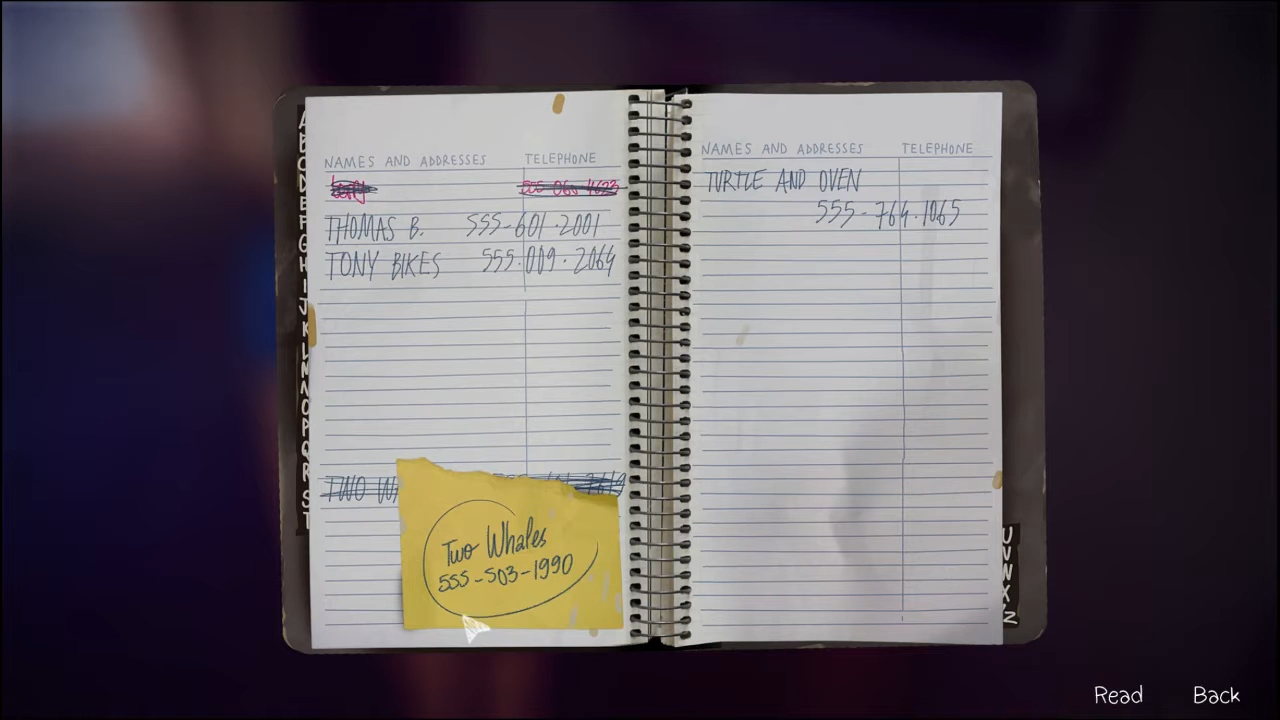 A
B
C
D
E
F
G
H
I
J
K
L
M
N
O
P
Q
R
S
T
NAMES AND ADDRESSES TELEPHONE
THOMAS B. 555-601-2001
TONY BIKES 555-009-2064
TWO
Two Whales
555-503-1990
NAMES AND ADDRESSES TELEPHONE
TURTLE AND OVEN
555-764-1065
U
V
W
X
Z
Read Back